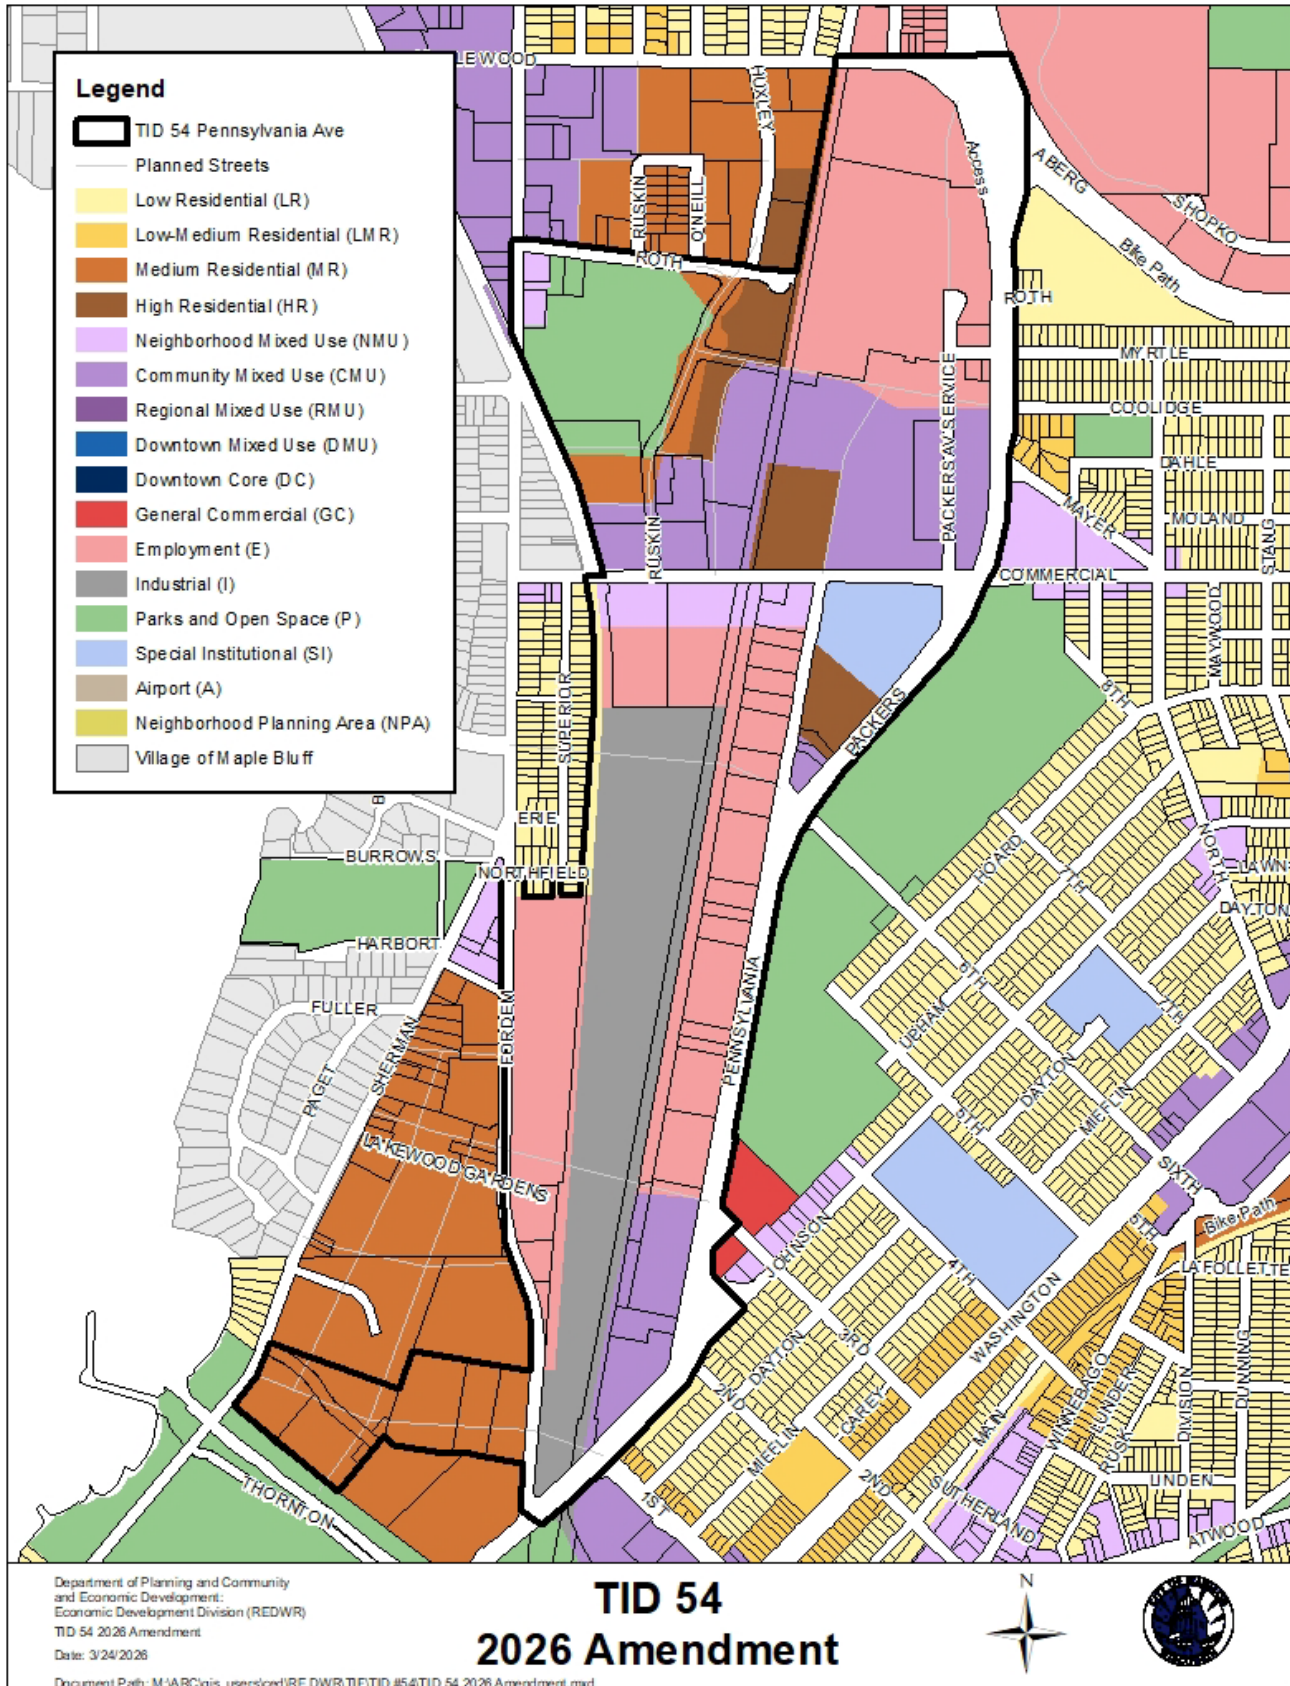 Legend
TID 54 Pennsylvania Ave
Planned Streets
Low Residential (LR)
Low-Medium Residential (LMR)
Medium Residential (MR)
High Residential (HR)
Neighborhood Mixed Use (NMU)
Community Mixed Use (CMU)
Regional Mixed Use (RMU)
Downtown Mixed Use (DMU)
Downtown Core (DC)
General Commercial (GC)
Employment (E)
Industrial (I)
Parks and Open Space (P)
Special Institutional (SI)
Airport (A)
Neighborhood Planning Area (NPA)
Village of Maple Bluff
LEWOOD
HUXLEY
RUSKIN
O'NEILL
ROTH
Access
ABERG
SHOPKO
Bike Path
ROTH
MYRTLE
COOLIDGE
DAHLE
PACKERS AV SERVICE
MAYER
MOLAND
STANG
RUSKIN
COMMERCIAL
MAYWOOD
SUPERIOR
8TH
PACKERS
B
ERIE
BURROWS
NORTHFIELD
HOARD
7TH
NORTH
LAWN
DAYTON
HARBORT
6TH
PENNSYLVANIA
FULLER
FORDEM
UPHAM
7TH
SHERMAN
PAGET
DAYTON
MIFFLIN
5TH
LAKEWOOD GARDENS
SIXTH
5TH
Bike Path
JOHNSON
LA FOLLETTE
4TH
WASHINGTON
3RD
DAYTON
2ND
CAREY
MAIN
WINNEBAGO
LUNDER
RUSK
DIVISION
DUNNING
MIFFLIN
2ND
SUTHERLAND
LINDEN
1ST
THORNTON
ATWOOD
Department of Planning and Community
and Economic Development:
Economic Development Division (REDWR)
TID 54 2026 Amendment
Date: 3/24/2026
TID 54
2026 Amendment
N